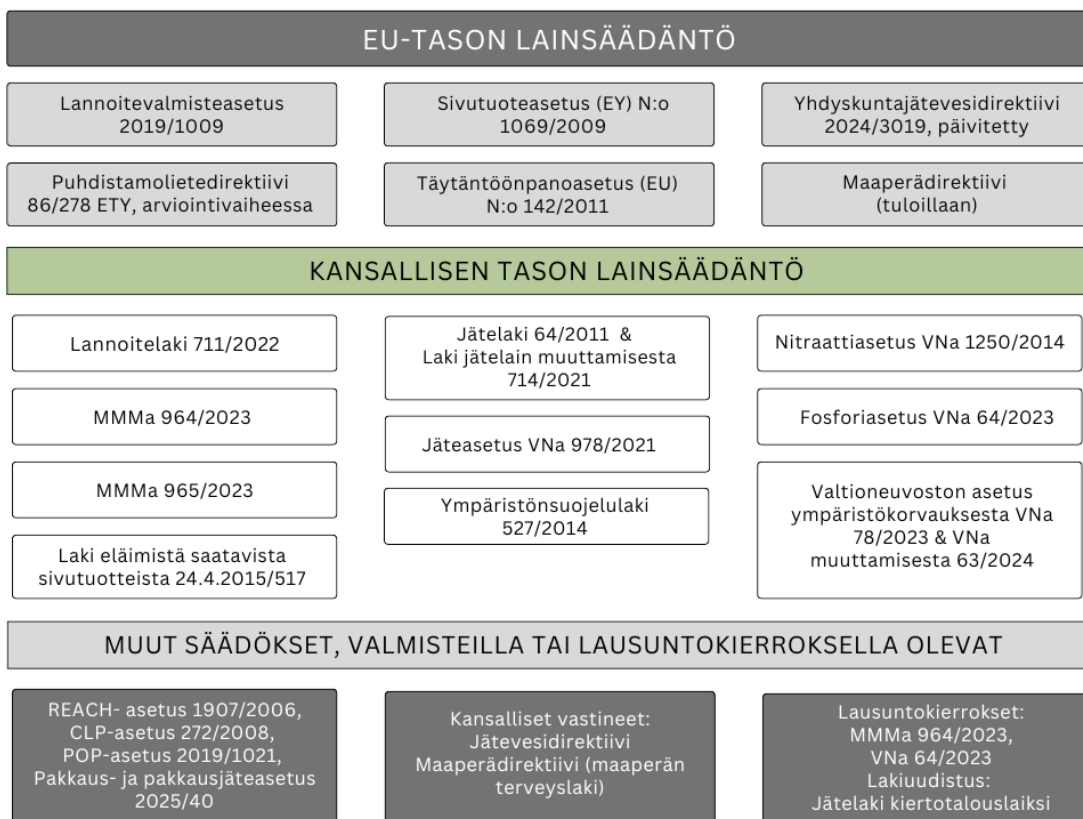 EU-TASON LAINSÄÄDÄNTÖ
Lannoitevalmisteasetus
2019/1009
Sivutuoteasetus (EY) N:o
1069/2009
Yhdyskuntajätevesidirektiivi
2024/3019, päivitetty
Puhdistamolietedirektiivi
86/278 ETY, arviointivaiheessa
Täytäntöönpanoasetus (EU)
N:o 142/2011
Maaperädirektiivi
(tuloillaan)
KANSALLISEN TASON LAINSÄÄDÄNTÖ
Lannoitelaki 711/2022
MMMa 964/2023
MMMa 965/2023
Laki eläimistä saatavista
sivutuotteista 24.4.2015/517
Jätelaki 64/2011 &
Laki jätelain muuttamisesta
714/2021
Jäteasetus VNa 978/2021
Ympäristönsuojelulaki
527/2014
Nitraattiasetus VNa 1250/2014
Fosforiasetus VNa 64/2023
Valtioneuvoston asetus
ympäristökorvauksesta VNa
78/2023 & VNa
muuttamisesta 63/2024
MUUT SÄÄDÖKSET, VALMISTEILLA TAI LAUSUNTOKIERROKSELLA OLEVAT
REACH- asetus 1907/2006,
CLP-asetus 272/2008,
POP-asetus 2019/1021,
Pakkaus- ja pakkausjäteasetus
2025/40
Kansalliset vastineet:
Jätevesidirektiivi
Maaperädirektiivi (maaperän
terveyslaki)
Lausuntokierrokset:
MMMa 964/2023,
VNa 64/2023
Lakiuudistus:
Jätelaki kiertotalouslaiksi